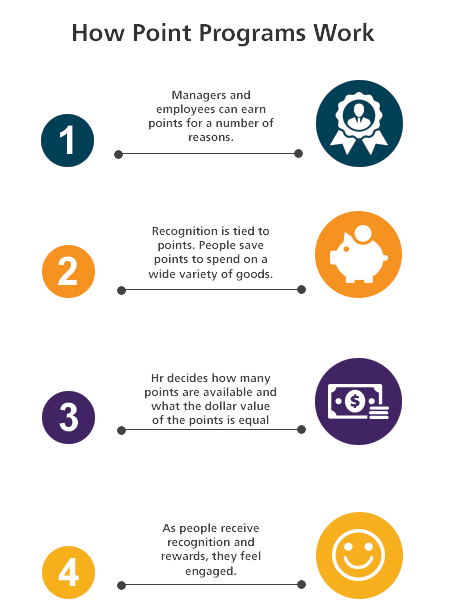 How Point Programs Work
1
Managers and
employees can earn
points for a number of
reasons.
2
Recognition is tied to
points. People save
points to spend on a
wide variety of goods.
3
Hr decides how many
points are available and
what the dollar value
of the points is equal
$
4
As people receive
recognition and
rewards, they feel
engaged.